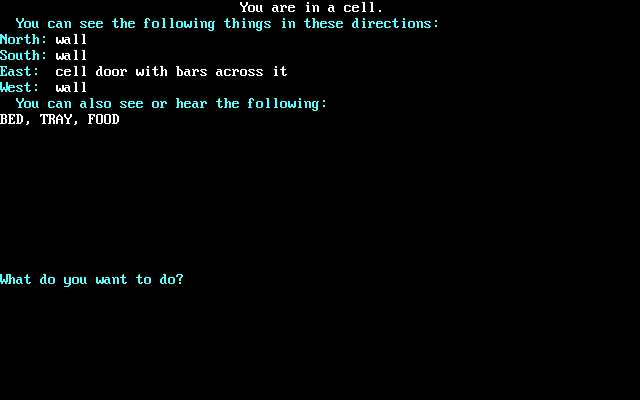 You are in a cell.
You can see the following things in these directions:
North: wall
South: wall
East:  cell door with bars across it
West:  wall
You can also see or hear the following:
BED, TRAY, FOOD
What do you want to do?